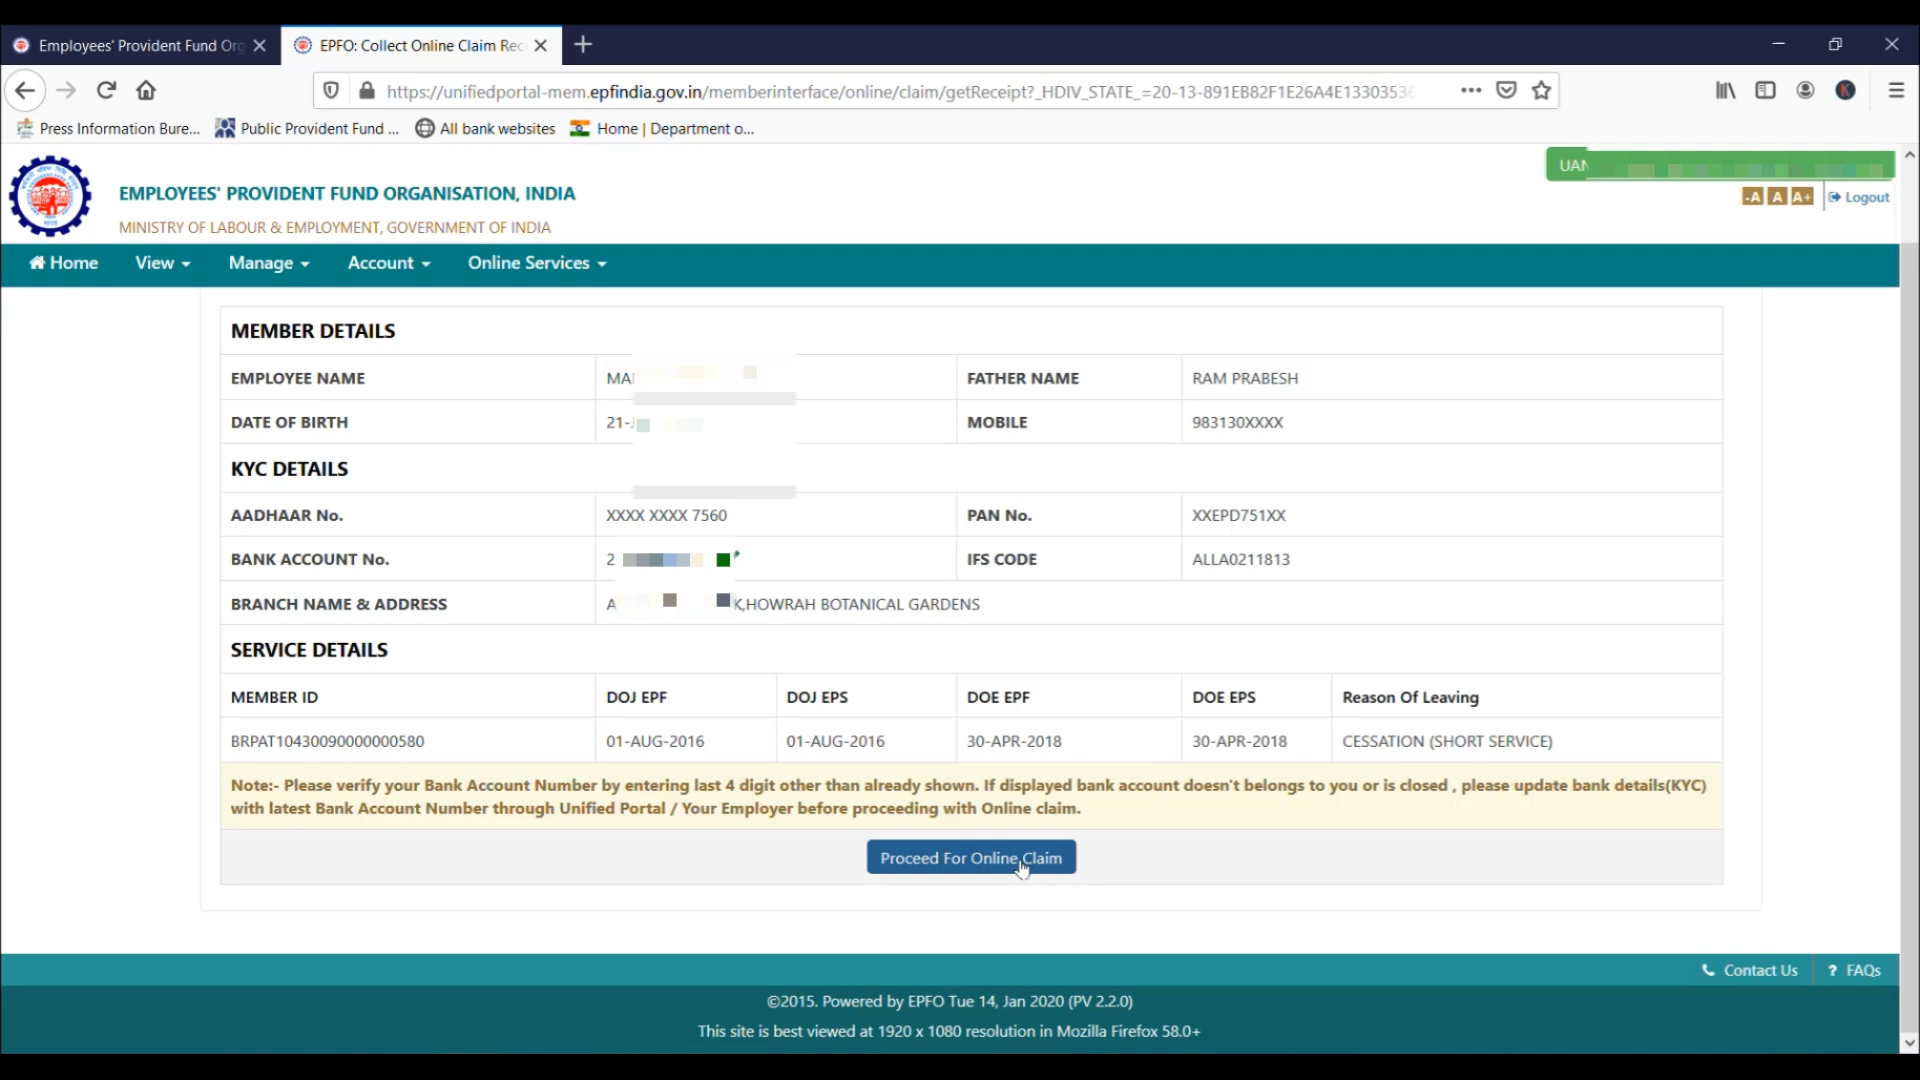 Employees' Provident Fund Org
EPFO: Collect Online Claim Rec
https://unifiedportal-mem.epfindia.gov.in/memberinterface/online/claim/getReceipt?_HDIV_STATE_=20-13-891EB82F1E26A4E1330353
Press Information Bure... Public Provident Fund ... All bank websites Home | Department o...
UAN
EMPLOYEES' PROVIDENT FUND ORGANISATION, INDIA
-A A A+ Logout
MINISTRY OF LABOUR & EMPLOYMENT, GOVERNMENT OF INDIA
Home View Manage Account Online Services
MEMBER DETAILS
EMPLOYEE NAME MA FATHER NAME RAM PRABESH
DATE OF BIRTH 21- MOBILE 983130XXXX
KYC DETAILS
AADHAAR No. XXXX XXXX 7560 PAN No. XXEPD751XX
BANK ACCOUNT No. 2 IFS CODE ALLA0211813
BRANCH NAME & ADDRESS A K,HOWRAH BOTANICAL GARDENS
SERVICE DETAILS
MEMBER ID DOJ EPF DOJ EPS DOE EPF DOE EPS Reason Of Leaving
BRPAT10430090000000580 01-AUG-2016 01-AUG-2016 30-APR-2018 30-APR-2018 CESSATION (SHORT SERVICE)
Note:- Please verify your Bank Account Number by entering last 4 digit other than already shown. If displayed bank account doesn't belongs to you or is closed , please update bank details(KYC)
with latest Bank Account Number through Unified Portal / Your Employer before proceeding with Online claim.
Proceed For Online Claim
Contact Us ? FAQs
©2015. Powered by EPFO Tue 14, Jan 2020 (PV 2.2.0)
This site is best viewed at 1920 x 1080 resolution in Mozilla Firefox 58.0+